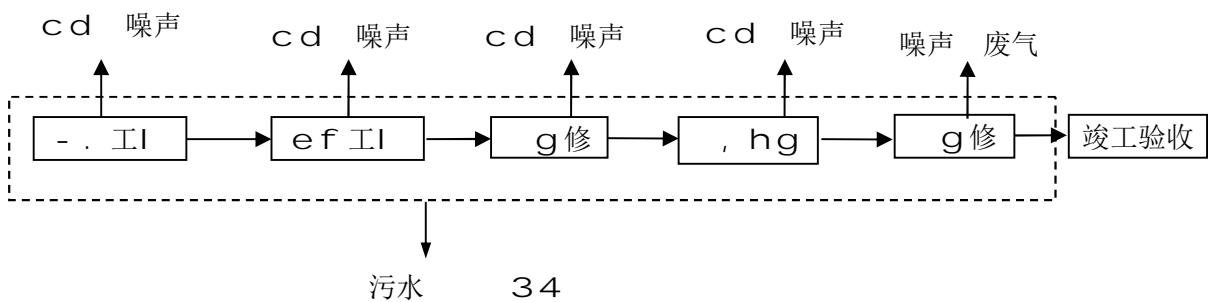 cd 噪声
cd 噪声
cd 噪声
cd 噪声
噪声 废气
-. 工l
ef工l
g修
, hg
g修
竣工验收
污水 34